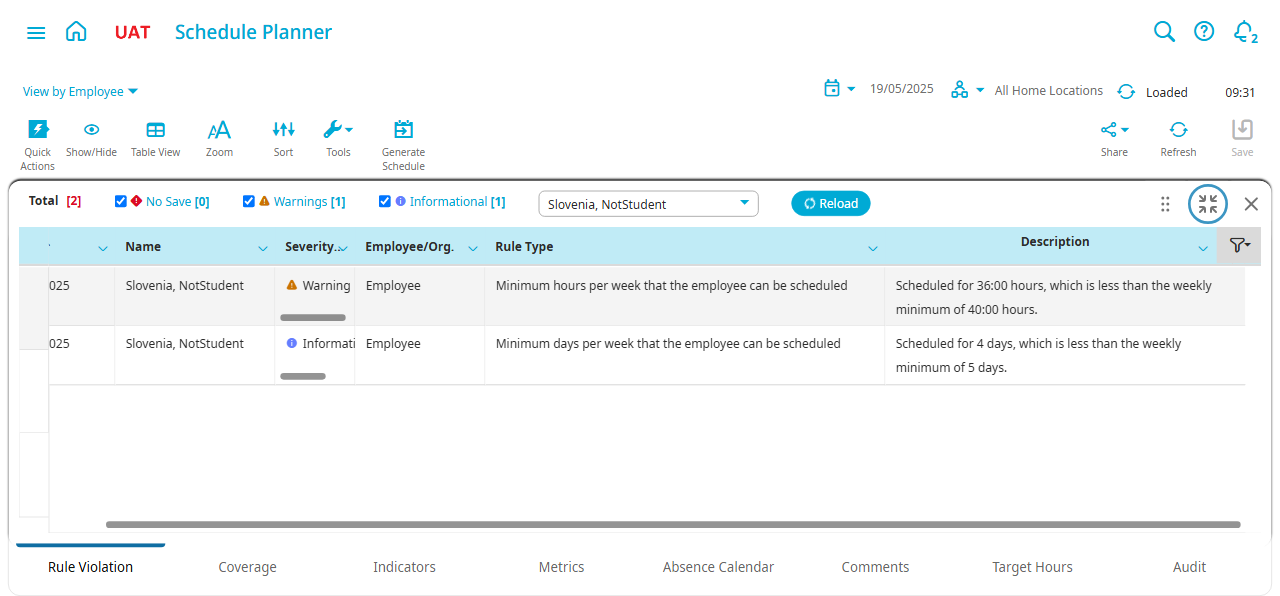 UAT Schedule Planner
2
View by Employee
19/05/2025 All Home Locations Loaded 09:31
Quick Actions Show/Hide Table View Zoom Sort Tools Generate Schedule Share Refresh Save
Total [2] No Save [0] Warnings [1] Informational [1] Slovenia, NotStudent Reload
Name Severity... Employee/Org. Rule Type Description
025 Slovenia, NotStudent Warning Employee Minimum hours per week that the employee can be scheduled Scheduled for 36:00 hours, which is less than the weekly
minimum of 40:00 hours.
025 Slovenia, NotStudent Informati Employee Minimum days per week that the employee can be scheduled Scheduled for 4 days, which is less than the weekly
minimum of 5 days.
Rule Violation Coverage Indicators Metrics Absence Calendar Comments Target Hours Audit